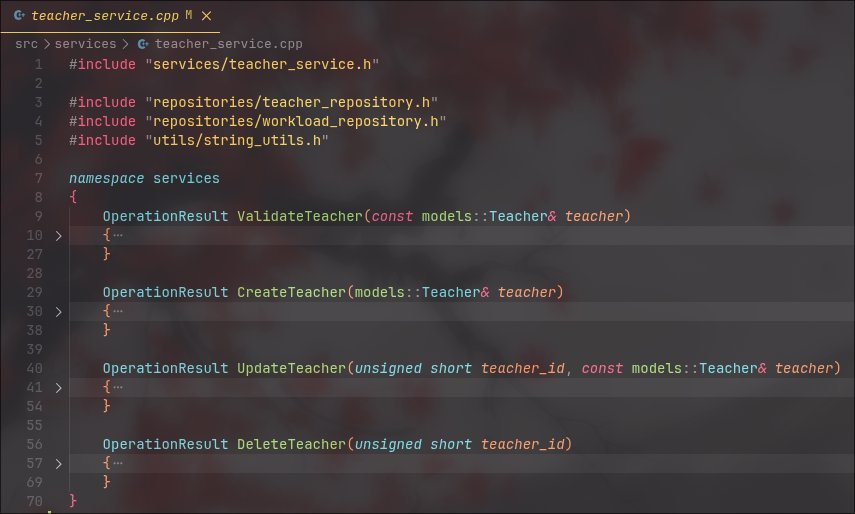 teacher_service.cpp M
src > services > teacher_service.cpp
1 #include "services/teacher_service.h"
2
3 #include "repositories/teacher_repository.h"
4 #include "repositories/workload_repository.h"
5 #include "utils/string_utils.h"
6
7 namespace services
8 {
9 OperationResult ValidateTeacher(const models::Teacher& teacher)
10 > {…
27 }
28
29 OperationResult CreateTeacher(models::Teacher& teacher)
30 > {…
38 }
39
40 OperationResult UpdateTeacher(unsigned short teacher_id, const models::Teacher& teacher)
41 > {…
54 }
55
56 OperationResult DeleteTeacher(unsigned short teacher_id)
57 > {…
69 }
70 }